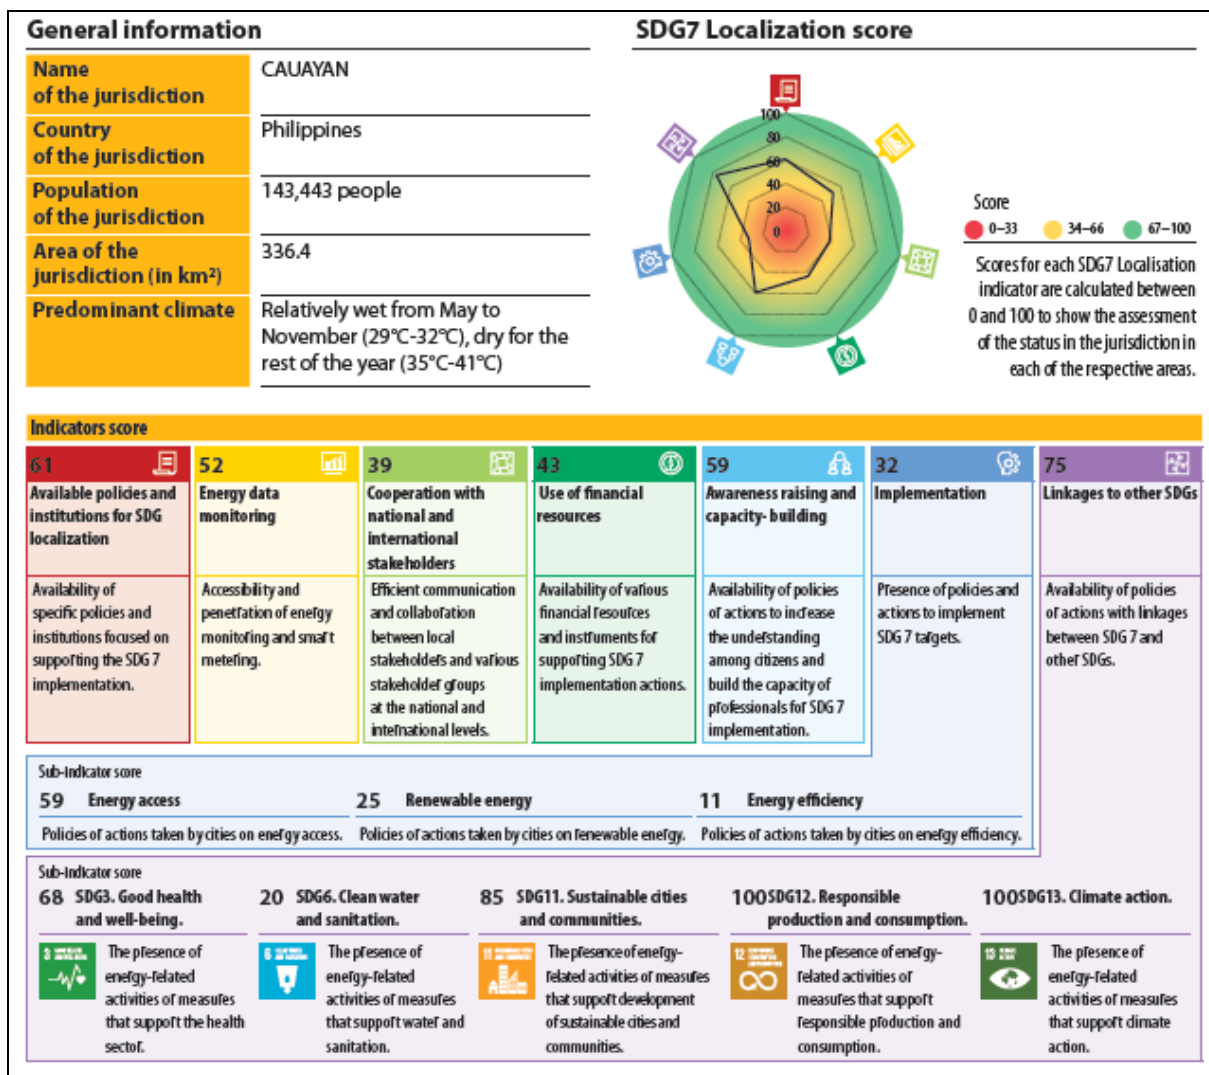 General information
SDG7 Localization score
Name
of the jurisdiction
CAUAYAN
Country
of the jurisdiction
Philippines
Population
of the jurisdiction
143,443 people
Area of the
jurisdiction (in km²)
336.4
Predominant climate
Relatively wet from May to
November (29°C-32°C), dry for the
rest of the year (35°C-41°C)
100
80
60
40
20
0
Score
0–33
34–66
67–100
Scores for each SDG7 Localisation
indicator are calculated between
0 and 100 to show the assessment
of the status in the jurisdiction in
each of the respective areas.
Indicators score
61
Available policies and
institutions for SDG
localization
Availability of
specific policies and
institutions focused on
supporting the SDG 7
implementation.
52
Energy data
monitoring
Accessibility and
penetration of energy
monitoring and smart
metering.
39
Cooperation with
national and
international
stakeholders
Efficient communication
and collaboration
between local
stakeholders and various
stakeholder groups
at the national and
international levels.
43
Use of financial
resources
Availability of various
financial resources
and instruments for
supporting SDG 7
implementation actions.
59
Awareness raising and
capacity- building
Availability of policies
of actions to increase
the understanding
among citizens and
build the capacity of
professionals for SDG 7
implementation.
32
Implementation
Presence of policies and
actions to implement
SDG 7 targets.
75
Linkages to other SDGs
Availability of policies
of actions with linkages
between SDG 7 and
other SDGs.
Sub-indicator score
59 Energy access
Policies of actions taken by cities on energy access.
25 Renewable energy
Policies of actions taken by cities on renewable energy.
11 Energy efficiency
Policies of actions taken by cities on energy efficiency.
Sub-indicator score
68 SDG3. Good health
and well-being.
3
The presence of
energy-related
activities of measures
that support the health
sector.
20 SDG6. Clean water
and sanitation.
6
The presence of
energy-related
activities of measures
that support water and
sanitation.
85 SDG11. Sustainable cities
and communities.
11
The presence of energy-
related activities of measures
that support development
of sustainable cities and
communities.
100 SDG12. Responsible
production and consumption.
12
The presence of energy-
related activities of
measures that support
responsible production and
consumption.
100 SDG13. Climate action.
13
The presence of
energy-related
activities of measures
that support climate
action.